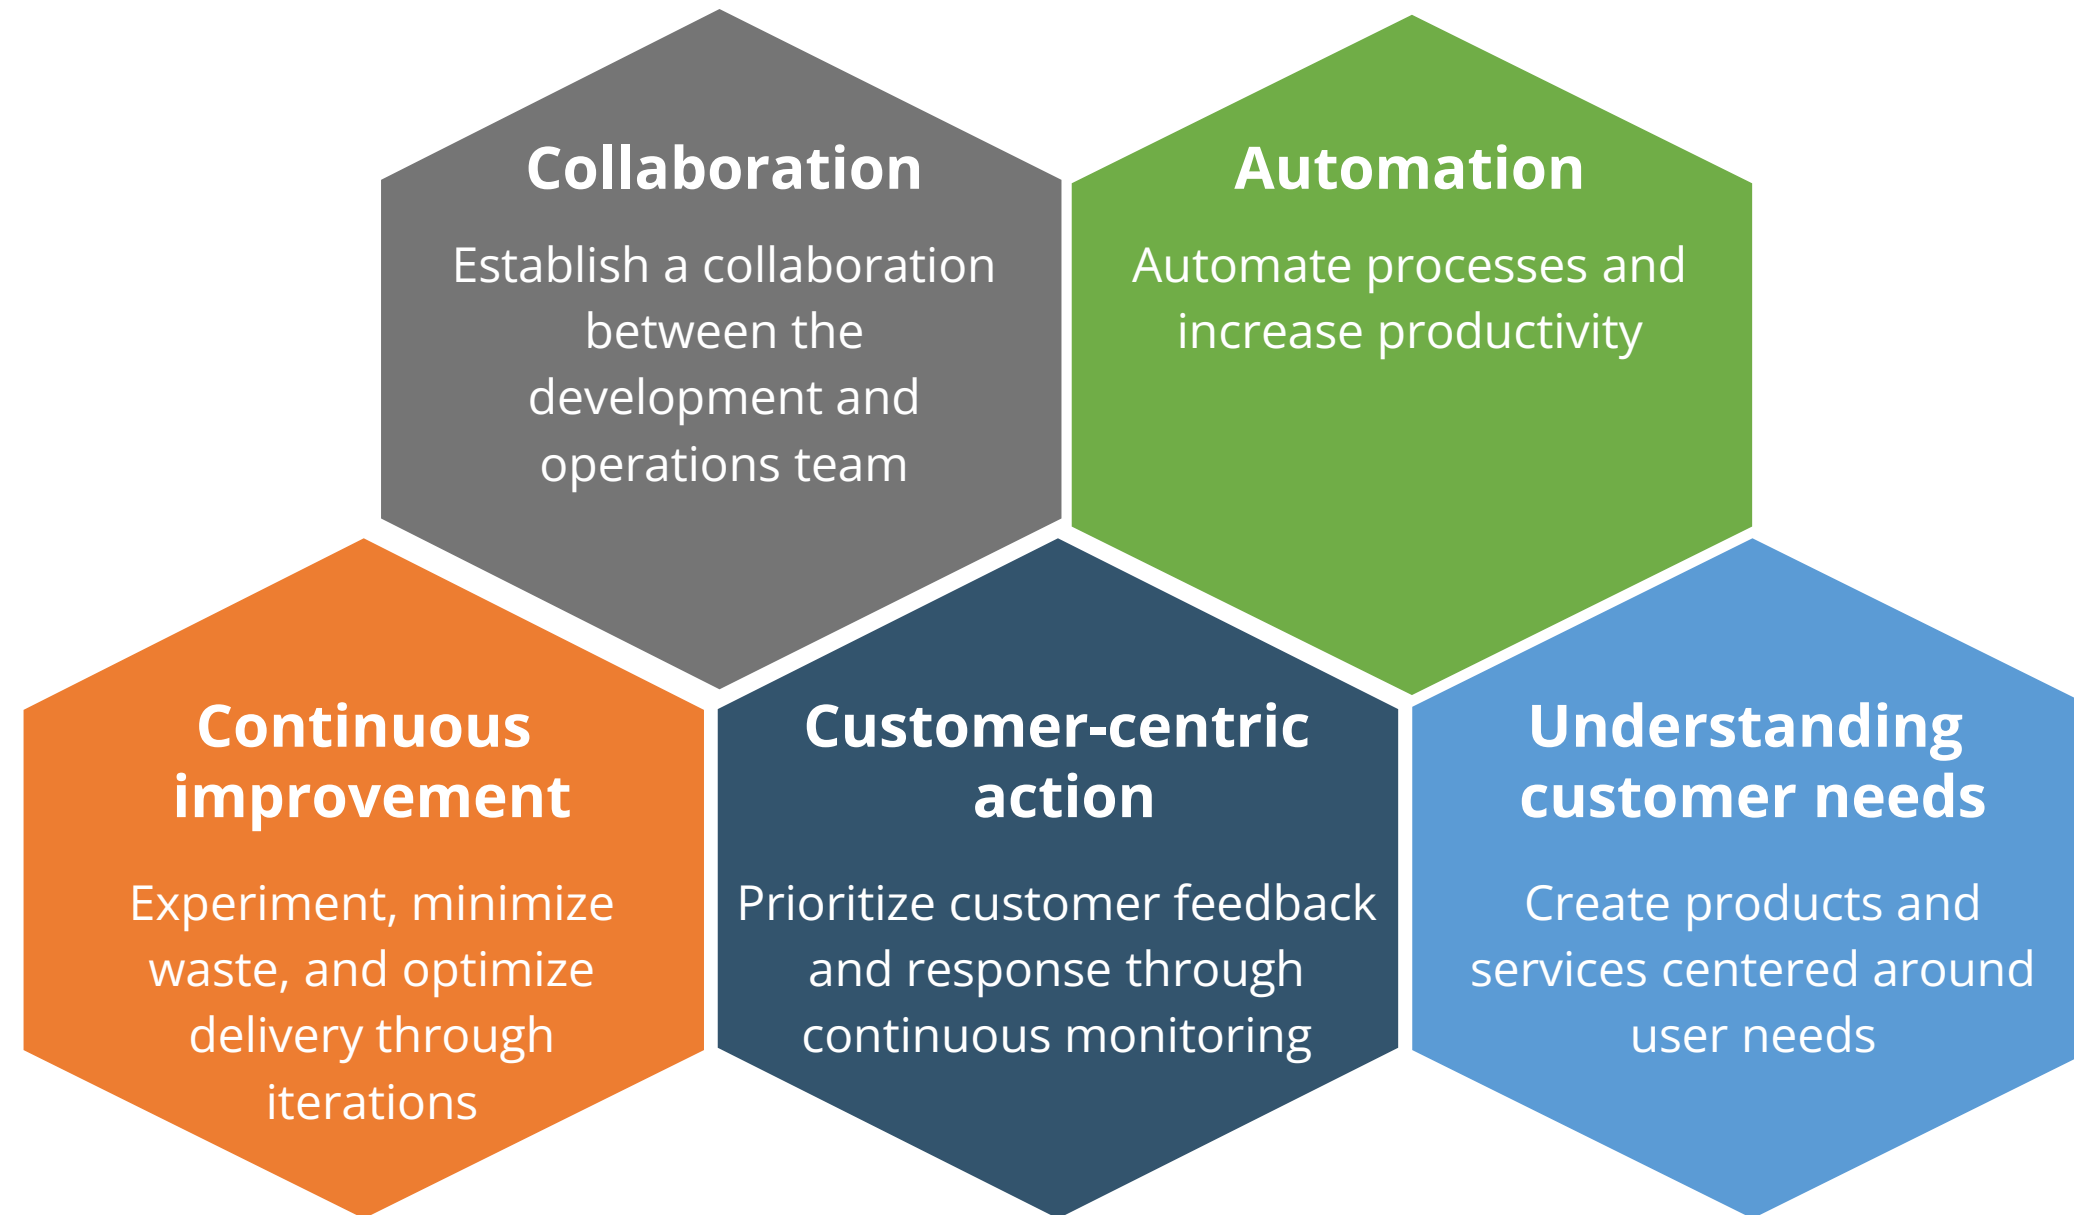 Collaboration
Establish a collaboration
between the
development and
operations team
Automation
Automate processes and
increase productivity
Continuous
improvement
Experiment, minimize
waste, and optimize
delivery through
iterations
Customer-centric
action
Prioritize customer feedback
and response through
continuous monitoring
Understanding
customer needs
Create products and
services centered around
user needs